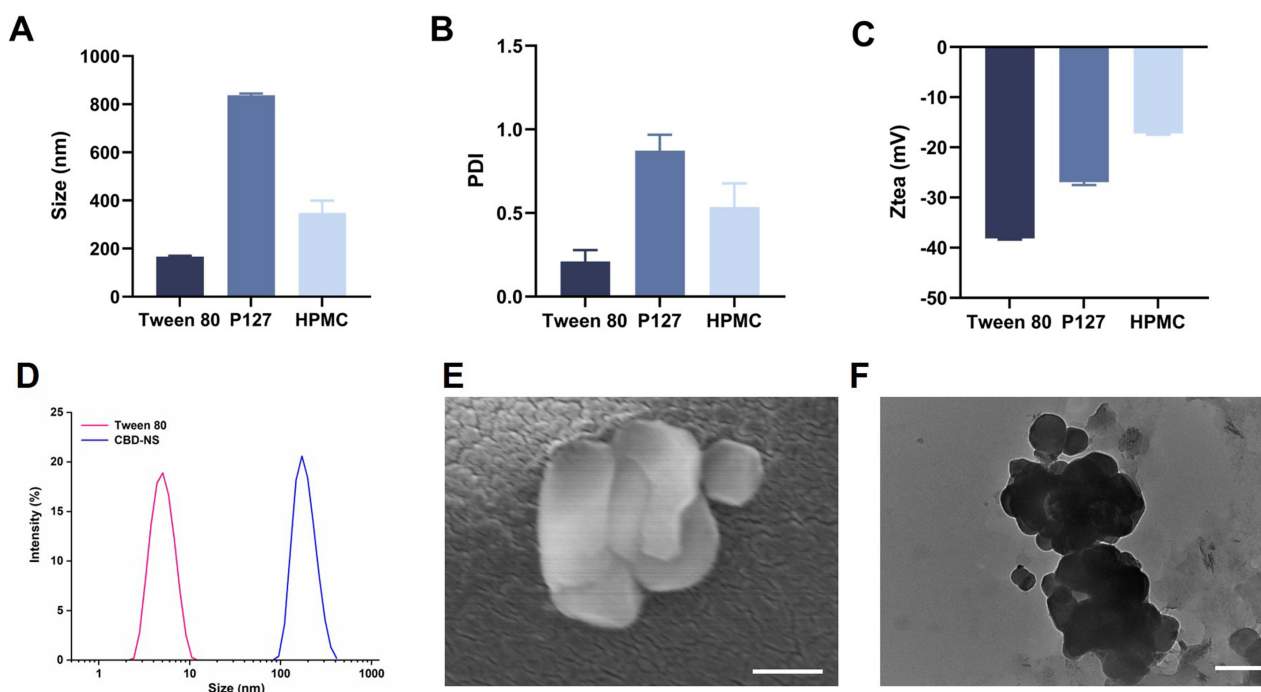 A
Size (nm)
1000
800
600
400
200
0
Tween 80 P127 HPMC
B
PDI
1.5
1.0
0.5
0.0
Tween 80 P127 HPMC
C
Ztea (mV)
-0
-10
-20
-30
-40
-50
Tween 80 P127 HPMC
D
Intensity (%)
25
20
15
10
5
0
Tween 80
CBD-NS
1 10 100 1000
Size (nm)
E
F